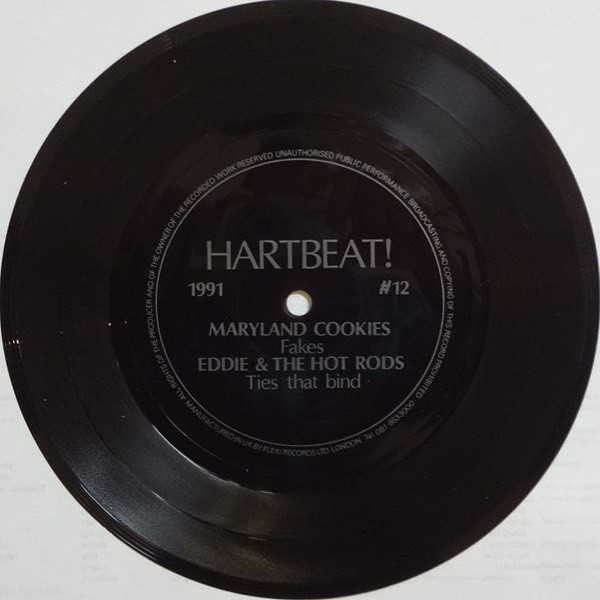 HARTBEAT!
1991
#12
MARYLAND COOKIES
Fakes
EDDIE & THE HOT RODS
Ties that bind
ALL RIGHTS OF THE PRODUCER AND OF THE OWNER OF THE RECORDED WORK RESERVED UNAUTHORISED PUBLIC PERFORMANCE BROADCASTING AND COPYING OF THIS RECORD PROHIBITED
MANUFACTURED IN UK BY FLEXI RECORDS LTD. LONDON. Tel: 081